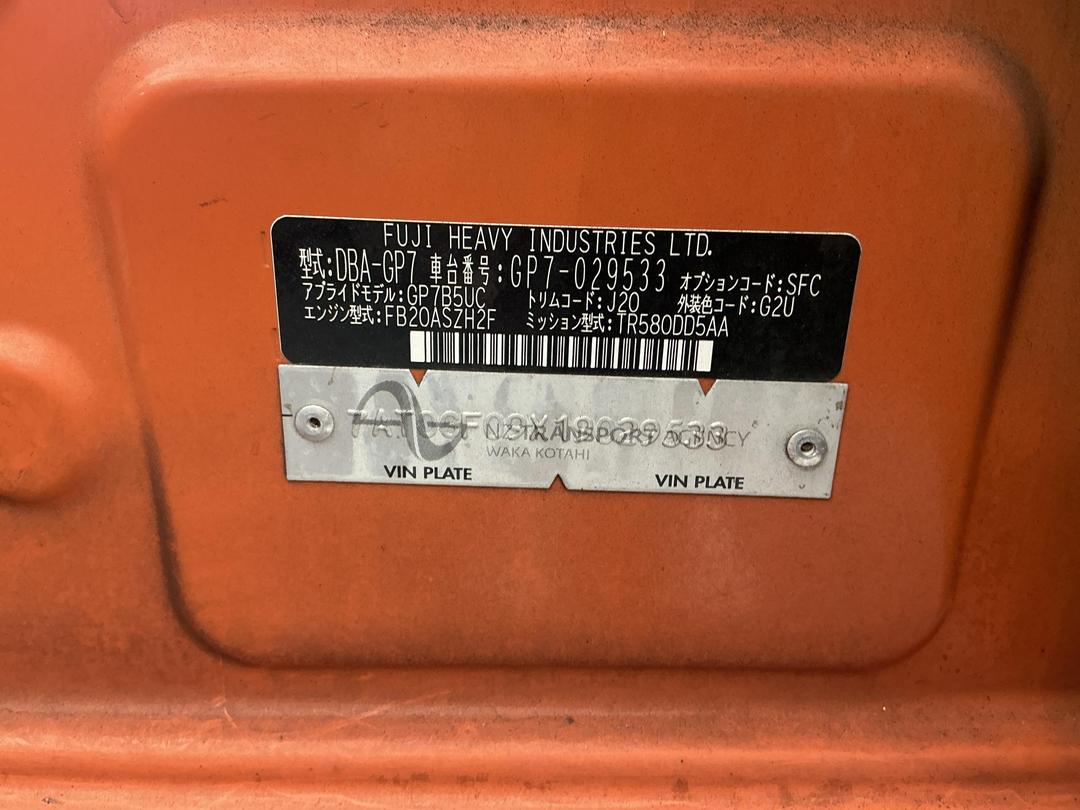 FUJI HEAVY INDUSTRIES LTD.
型式:DBA-GP7 車台番号:GP7-029533 オプションコード:SFC
アプライドモデル:GP7B5UC トリムコード:J20 外装色コード:G2U
エンジン型式:FB20ASZH2F ミッション型式:TR580DD5AA
NZ TRANSPORT AGENCY
WAKA KOTAHI
VIN PLATE VIN PLATE